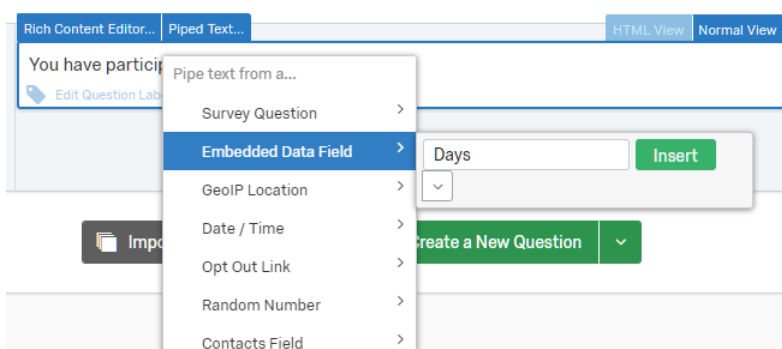 Rich Content Editor... Piped Text... HTML View Normal View
You have particip
Pipe text from a...
Edit Question Lab
Survey Question
Embedded Data Field
Days Insert
GeoIP Location
Date / Time
Impo Create a New Question
Opt Out Link
Random Number
Contacts Field